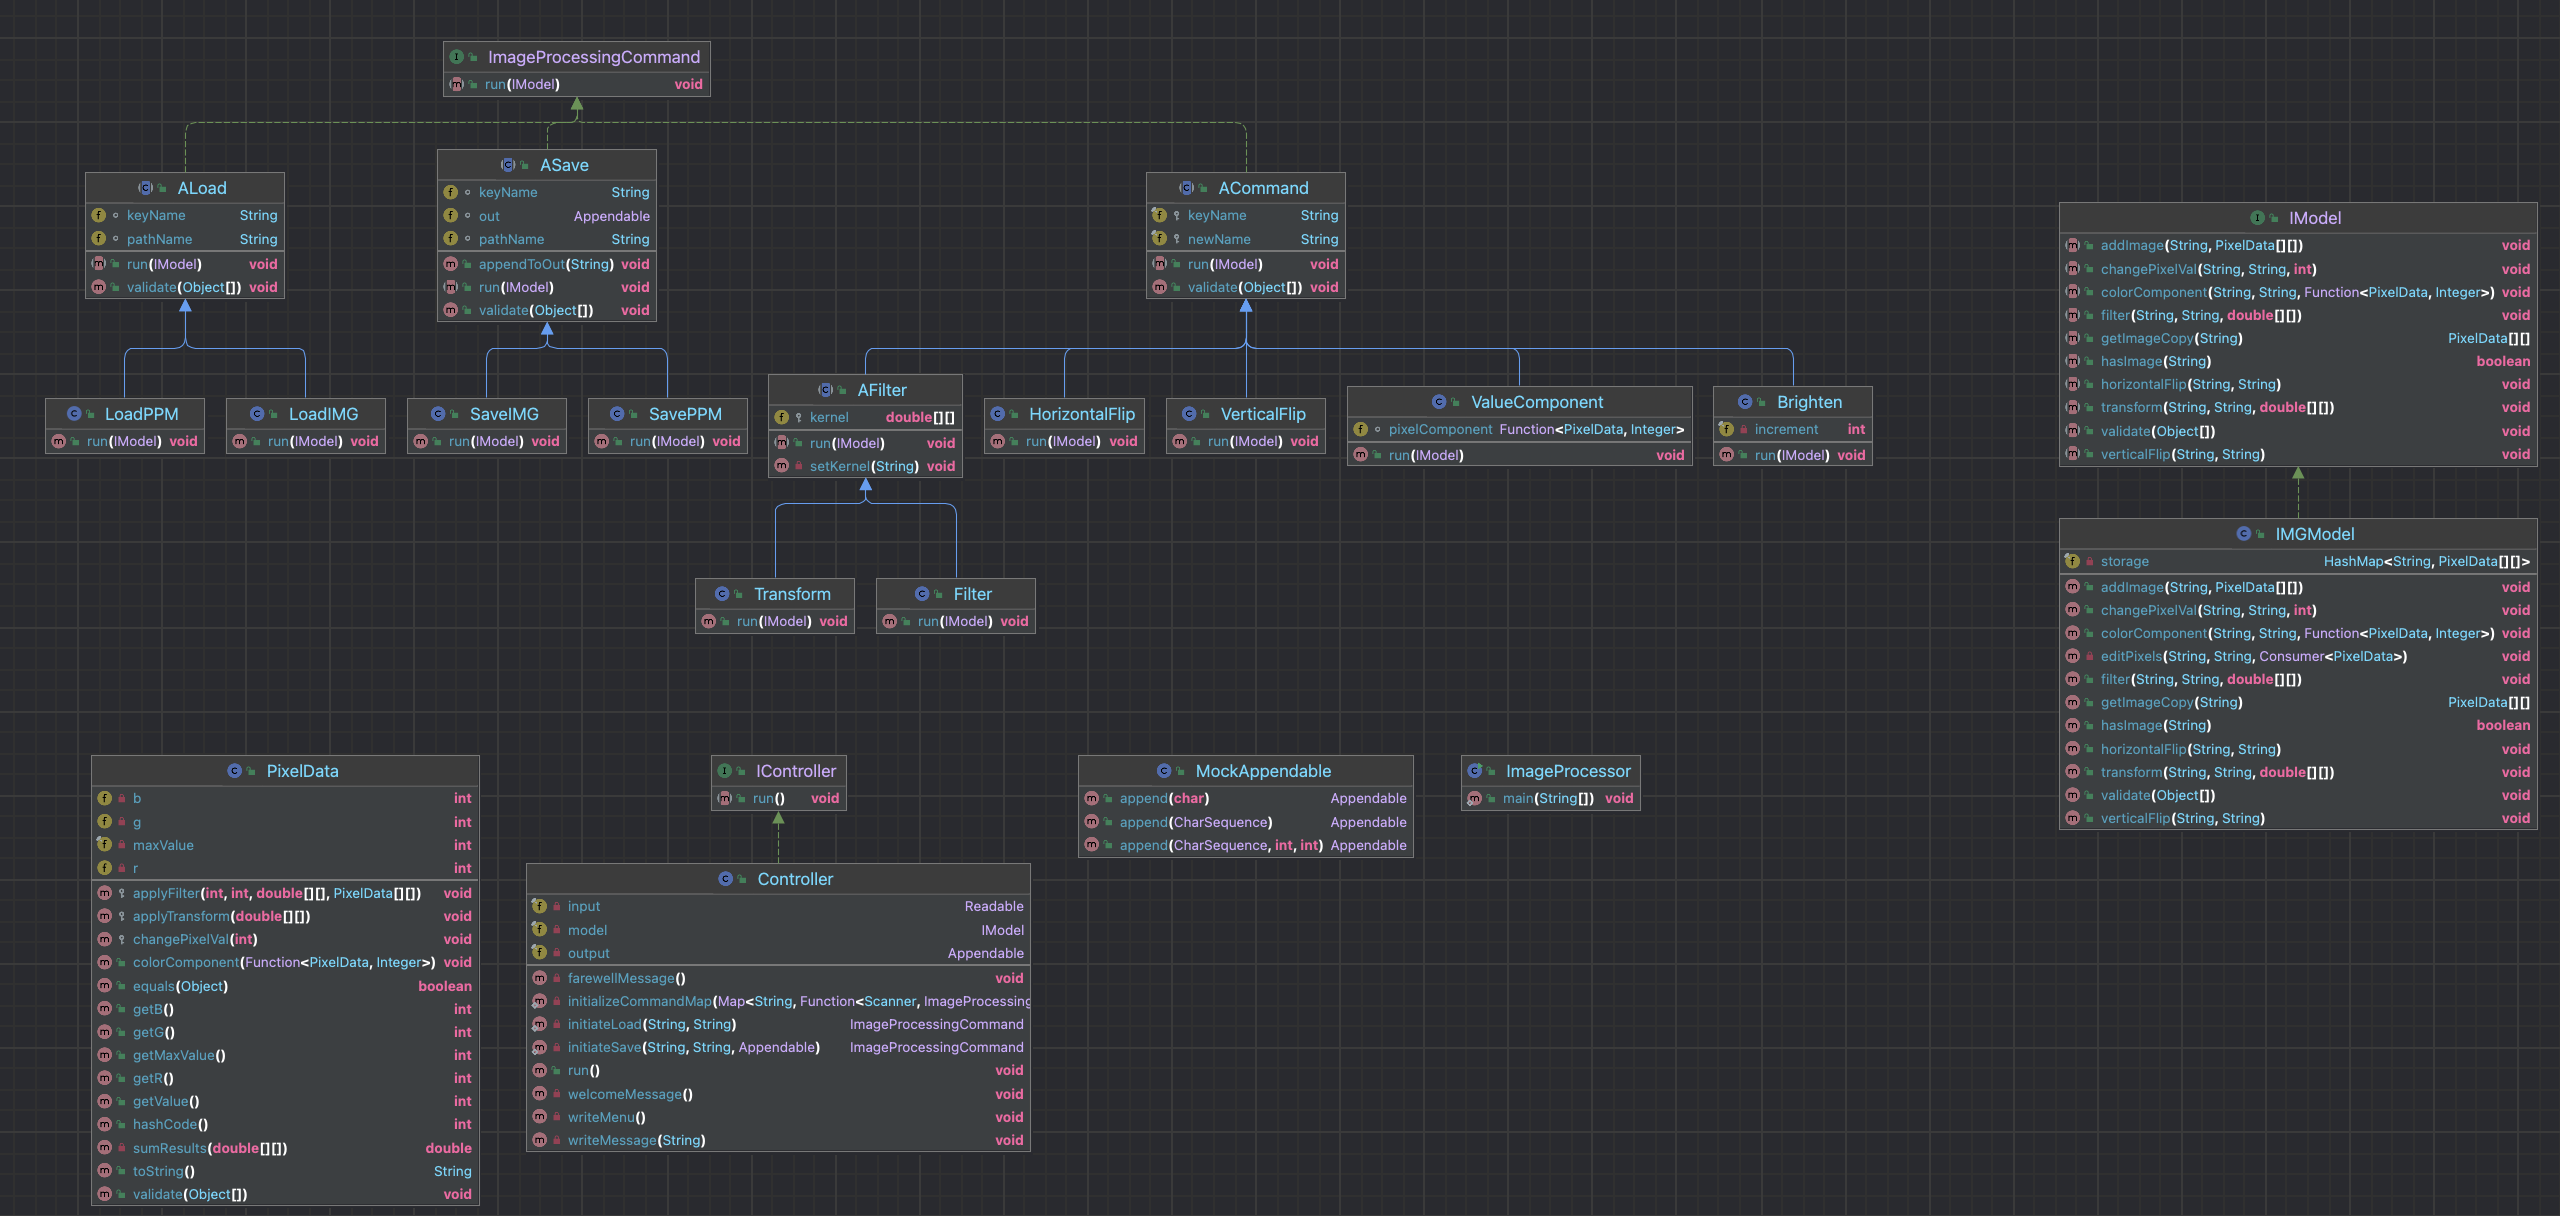 ImageProcessingCommand
run(IModel) void
ALoad
keyName String
pathName String
run(IModel) void
validate(Object[]) void
ASave
keyName String
out Appendable
pathName String
appendToOut(String) void
run(IModel) void
validate(Object[]) void
ACommand
keyName String
newName String
run(IModel) void
validate(Object[]) void
IModel
addImage(String, PixelData[][]) void
changePixelVal(String, String, int) void
colorComponent(String, String, Function<PixelData, Integer>) void
filter(String, String, double[][]) void
getImageCopy(String) PixelData[][]
hasImage(String) boolean
horizontalFlip(String, String) void
transform(String, String, double[][]) void
validate(Object[]) void
verticalFlip(String, String) void
LoadPPM
run(IModel) void
LoadIMG
run(IModel) void
SaveIMG
run(IModel) void
SavePPM
run(IModel) void
AFilter
kernel double[][]
run(IModel) void
setKernel(String) void
HorizontalFlip
run(IModel) void
VerticalFlip
run(IModel) void
ValueComponent
pixelComponent Function<PixelData, Integer>
run(IModel) void
Brighten
increment int
run(IModel) void
Transform
run(IModel) void
Filter
run(IModel) void
IMGModel
storage HashMap<String, PixelData[][]>
addImage(String, PixelData[][]) void
changePixelVal(String, String, int) void
colorComponent(String, String, Function<PixelData, Integer>) void
editPixels(String, String, Consumer<PixelData>) void
filter(String, String, double[][]) void
getImageCopy(String) PixelData[][]
hasImage(String) boolean
horizontalFlip(String, String) void
transform(String, String, double[][]) void
validate(Object[]) void
verticalFlip(String, String) void
PixelData
b int
g int
maxValue int
r int
applyFilter(int, int, double[][], PixelData[][]) void
applyTransform(double[][]) void
changePixelVal(int) void
colorComponent(Function<PixelData, Integer>) void
equals(Object) boolean
getB() int
getG() int
getMaxValue() int
getR() int
getValue() int
hashCode() int
sumResults(double[][]) double
toString() String
validate(Object[]) void
IController
run() void
Controller
input Readable
model IModel
output Appendable
farewellMessage() void
initializeCommandMap(Map<String, Function<Scanner, ImageProcessing
initiateLoad(String, String) ImageProcessingCommand
initiateSave(String, String, Appendable) ImageProcessingCommand
run() void
welcomeMessage() void
writeMenu() void
writeMessage(String) void
MockAppendable
append(char) Appendable
append(CharSequence) Appendable
append(CharSequence, int, int) Appendable
ImageProcessor
main(String[]) void